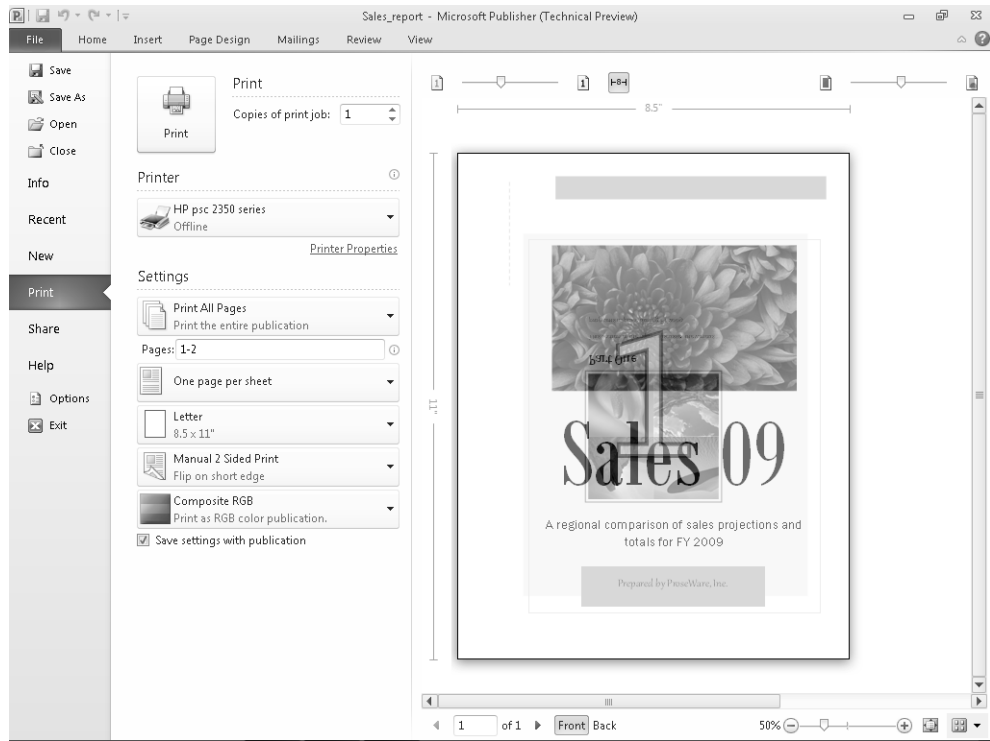 Sales_report - Microsoft Publisher (Technical Preview)
File Home Insert Page Design Mailings Review View
Save
Save As
Open
Close
Info
Recent
New
Print
Share
Help
Options
Exit
Print
Print
Copies of print job: 1
Printer
HP psc 2350 series
Offline
Printer Properties
Settings
Print All Pages
Print the entire publication
Pages: 1-2
One page per sheet
Letter
8.5 x 11"
Manual 2 Sided Print
Flip on short edge
Composite RGB
Print as RGB color publication.
Save settings with publication
8.5"
11"
Part One
1
Sales 09
A regional comparison of sales projections and
totals for FY 2009
Prepared by ProseWare, Inc.
1 of 1 Front Back
50%